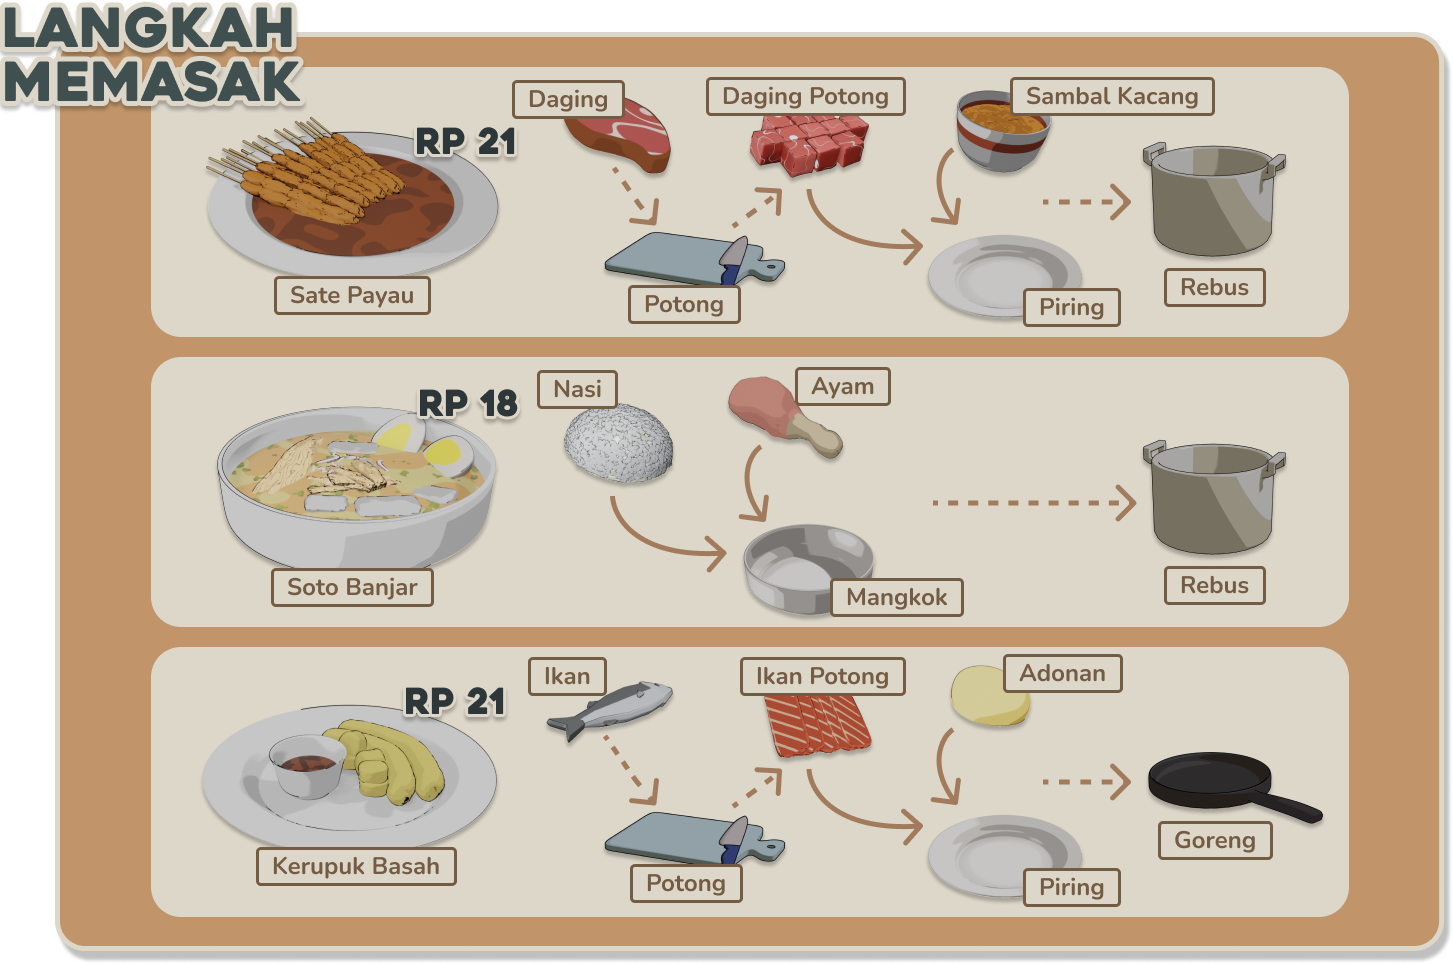 LANGKAH
MEMASAK
RP 21
Daging
Daging Potong
Sambal Kacang
Sate Payau
Potong
Piring
Rebus
RP 18
Nasi
Ayam
Soto Banjar
Mangkok
Rebus
RP 21
Ikan
Ikan Potong
Adonan
Kerupuk Basah
Potong
Piring
Goreng